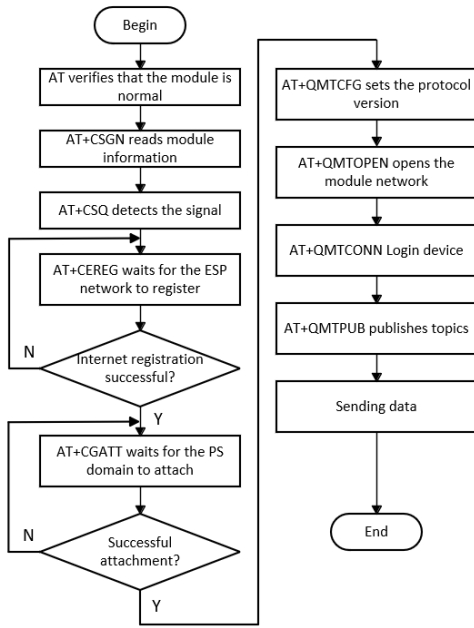 Begin
AT verifies that the module is
normal
AT+CSGN reads module
information
AT+CSQ detects the signal
AT+CEREG waits for the ESP
network to register
N
Internet registration
successful?
Y
AT+CGATT waits for the PS
domain to attach
N
Successful
attachment?
Y
AT+QMTCFG sets the protocol
version
AT+QMTOPEN opens the
module network
AT+QMTCONN Login device
AT+QMTPUB publishes topics
Sending data
End